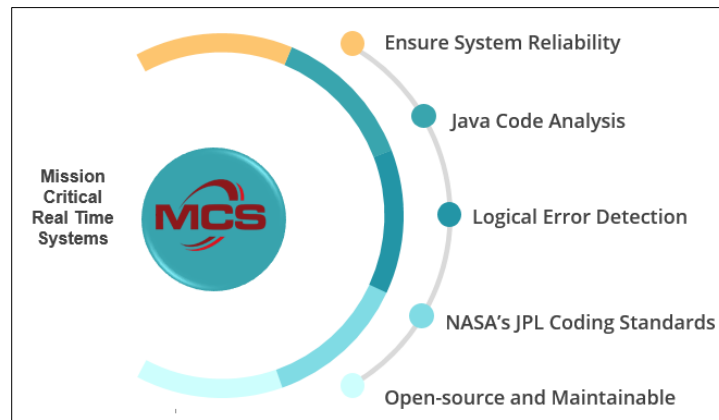 Ensure System Reliability
Java Code Analysis
Mission
Critical
Real Time
Systems
MCS
Logical Error Detection
NASA’s JPL Coding Standards
Open-source and Maintainable